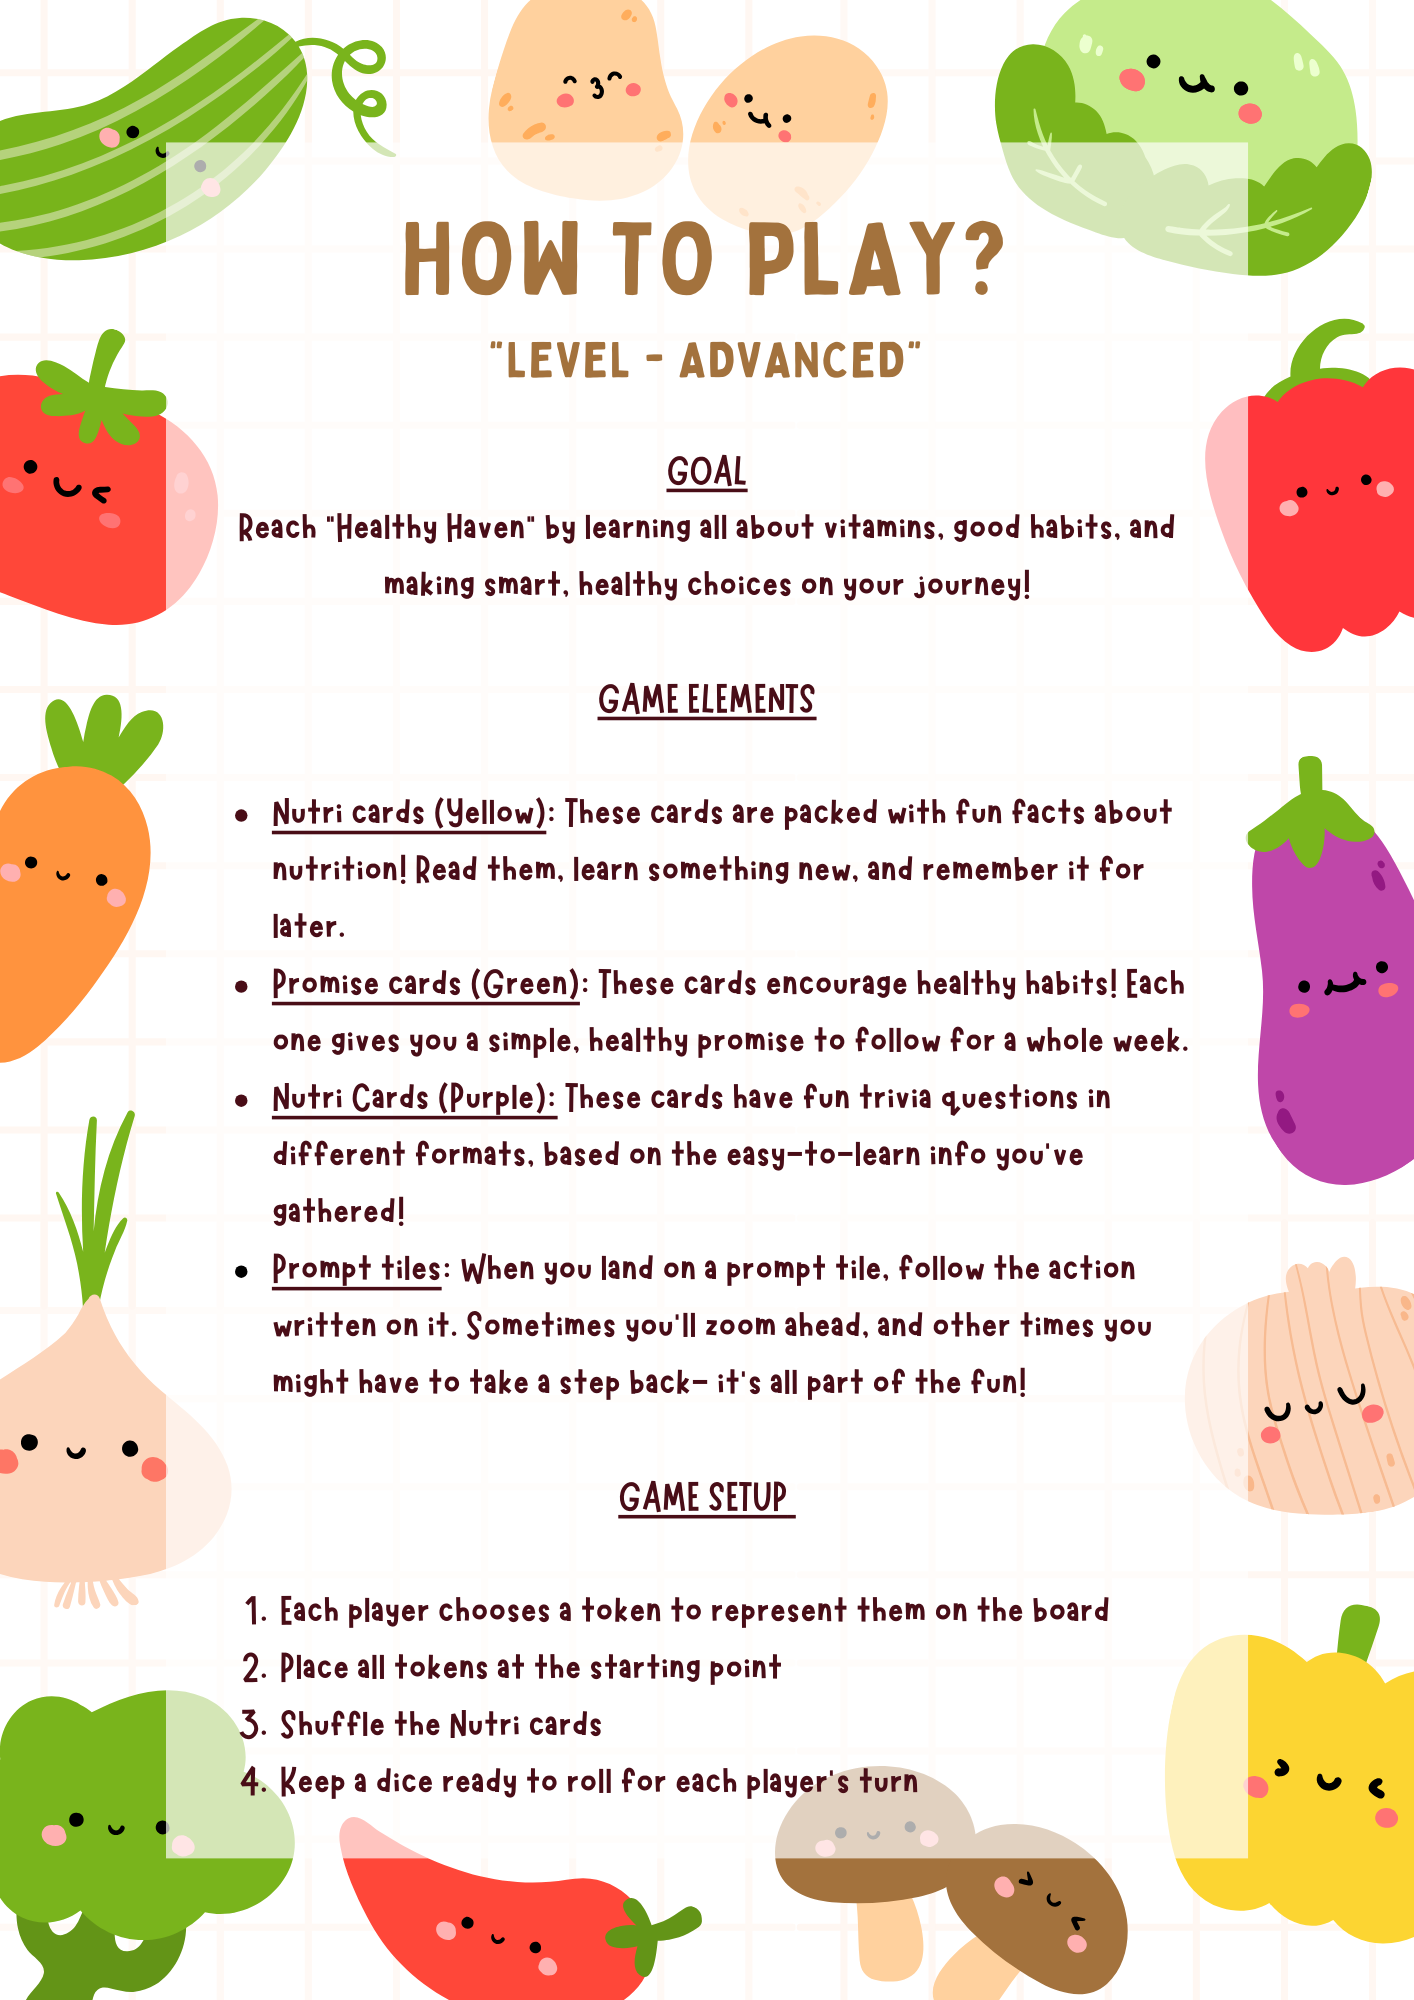 HOW TO PLAY?
"LEVEL - ADVANCED"
GOAL
Reach "Healthy Haven" by learning all about vitamins, good habits, and
making smart, healthy choices on your journey!
GAME ELEMENTS
• Nutri cards (Yellow): These cards are packed with fun facts about
nutrition! Read them, learn something new, and remember it for
later.
• Promise cards (Green): These cards encourage healthy habits! Each
one gives you a simple, healthy promise to follow for a whole week.
• Nutri Cards (Purple): These cards have fun trivia questions in
different formats, based on the easy-to-learn info you've
gathered!
• Prompt tiles: When you land on a prompt tile, follow the action
written on it. Sometimes you'll zoom ahead, and other times you
might have to take a step back- it's all part of the fun!
GAME SETUP
1. Each player chooses a token to represent them on the board
2. Place all tokens at the starting point
3. Shuffle the Nutri cards
4. Keep a dice ready to roll for each player's turn